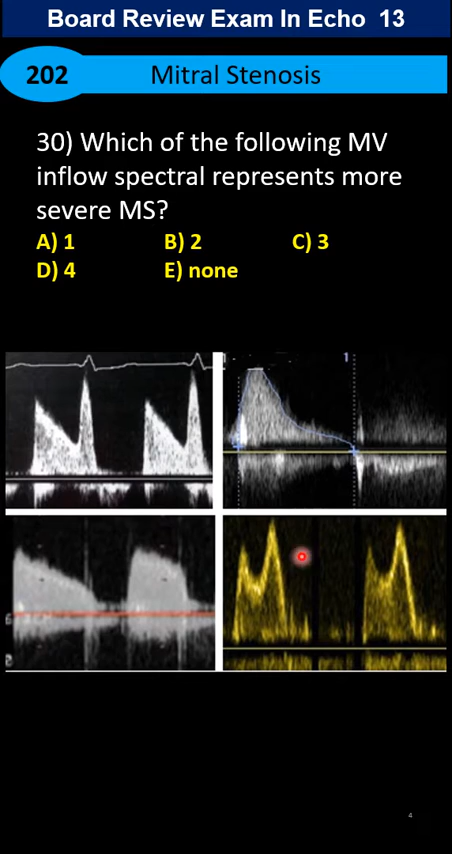 Board Review Exam In Echo 13
202 Mitral Stenosis
30) Which of the following MV
inflow spectral represents more
severe MS?
A) 1 B) 2 C) 3
D) 4 E) none
1
4